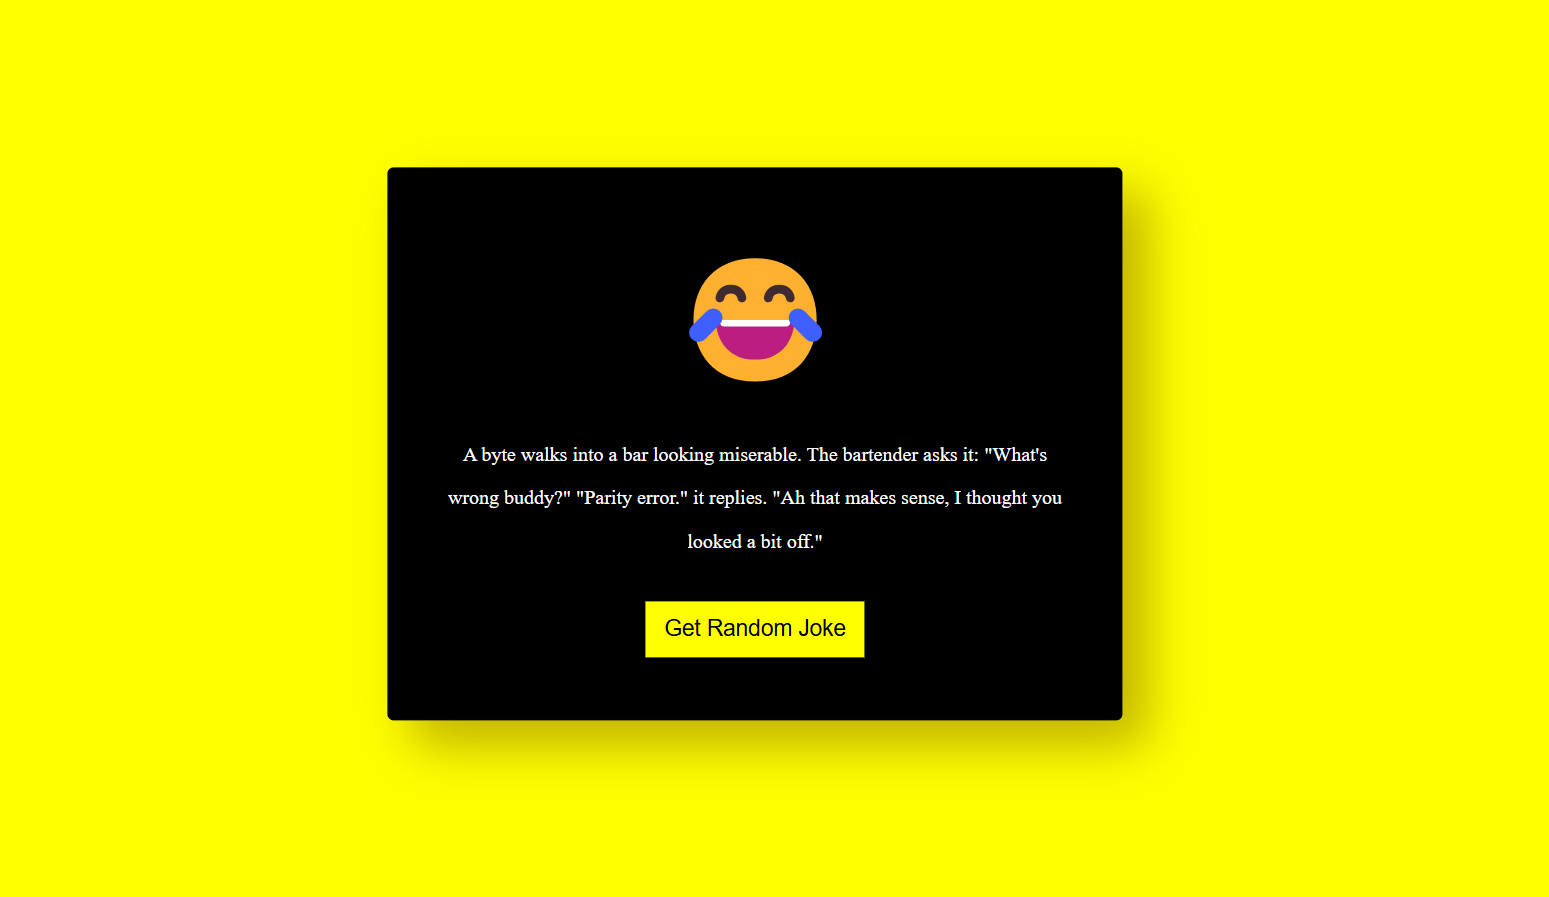 A byte walks into a bar looking miserable. The bartender asks it: "What's
wrong buddy?" "Parity error." it replies. "Ah that makes sense, I thought you
looked a bit off."
Get Random Joke